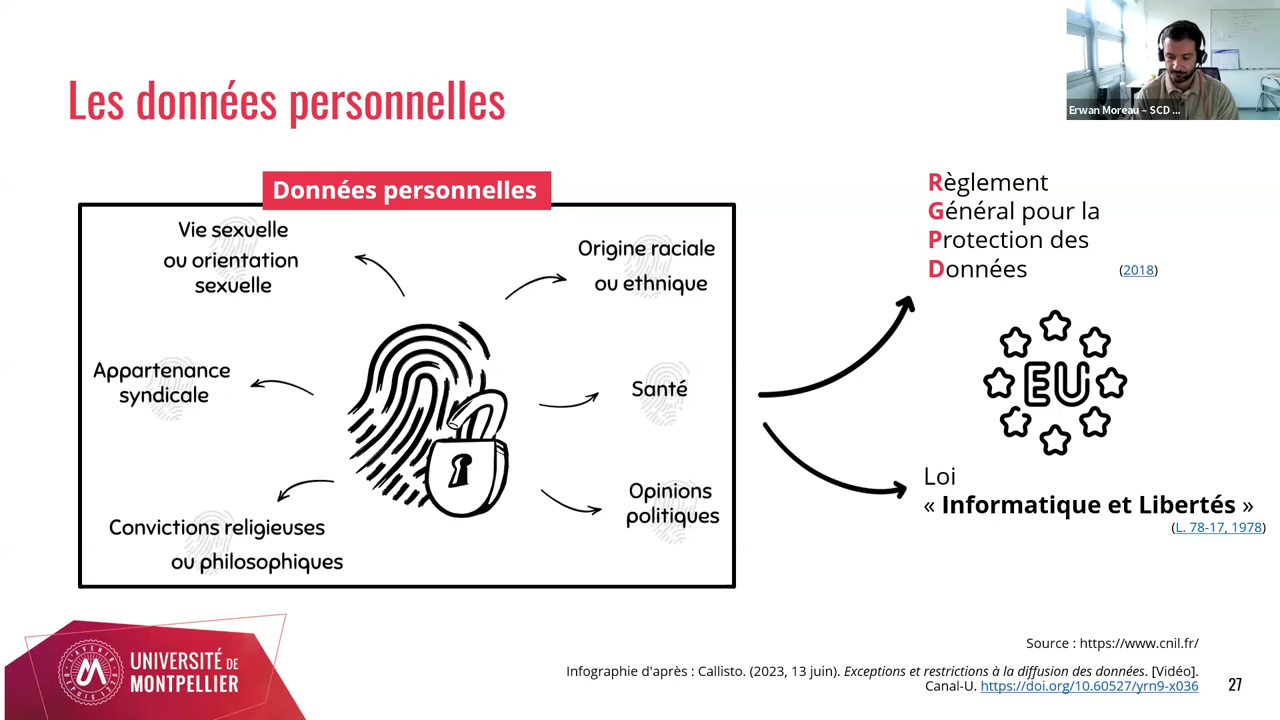 Les données personnelles
Erwan Moreau – SCD ...
Données personnelles
Vie sexuelle
ou orientation
sexuelle
Origine raciale
ou ethnique
Appartenance
syndicale
Santé
Convictions religieuses
ou philosophiques
Opinions
politiques
Règlement
Général pour la
Protection des
Données
(2018)
EU
Loi
« Informatique et Libertés »
(L. 78-17, 1978)
UNIVERSITÉ DE
MONTPELLIER
Source : https://www.cnil.fr/
Infographie d'après : Callisto. (2023, 13 juin). Exceptions et restrictions à la diffusion des données. [Vidéo].
Canal-U. https://doi.org/10.60527/yrn9-x036
27